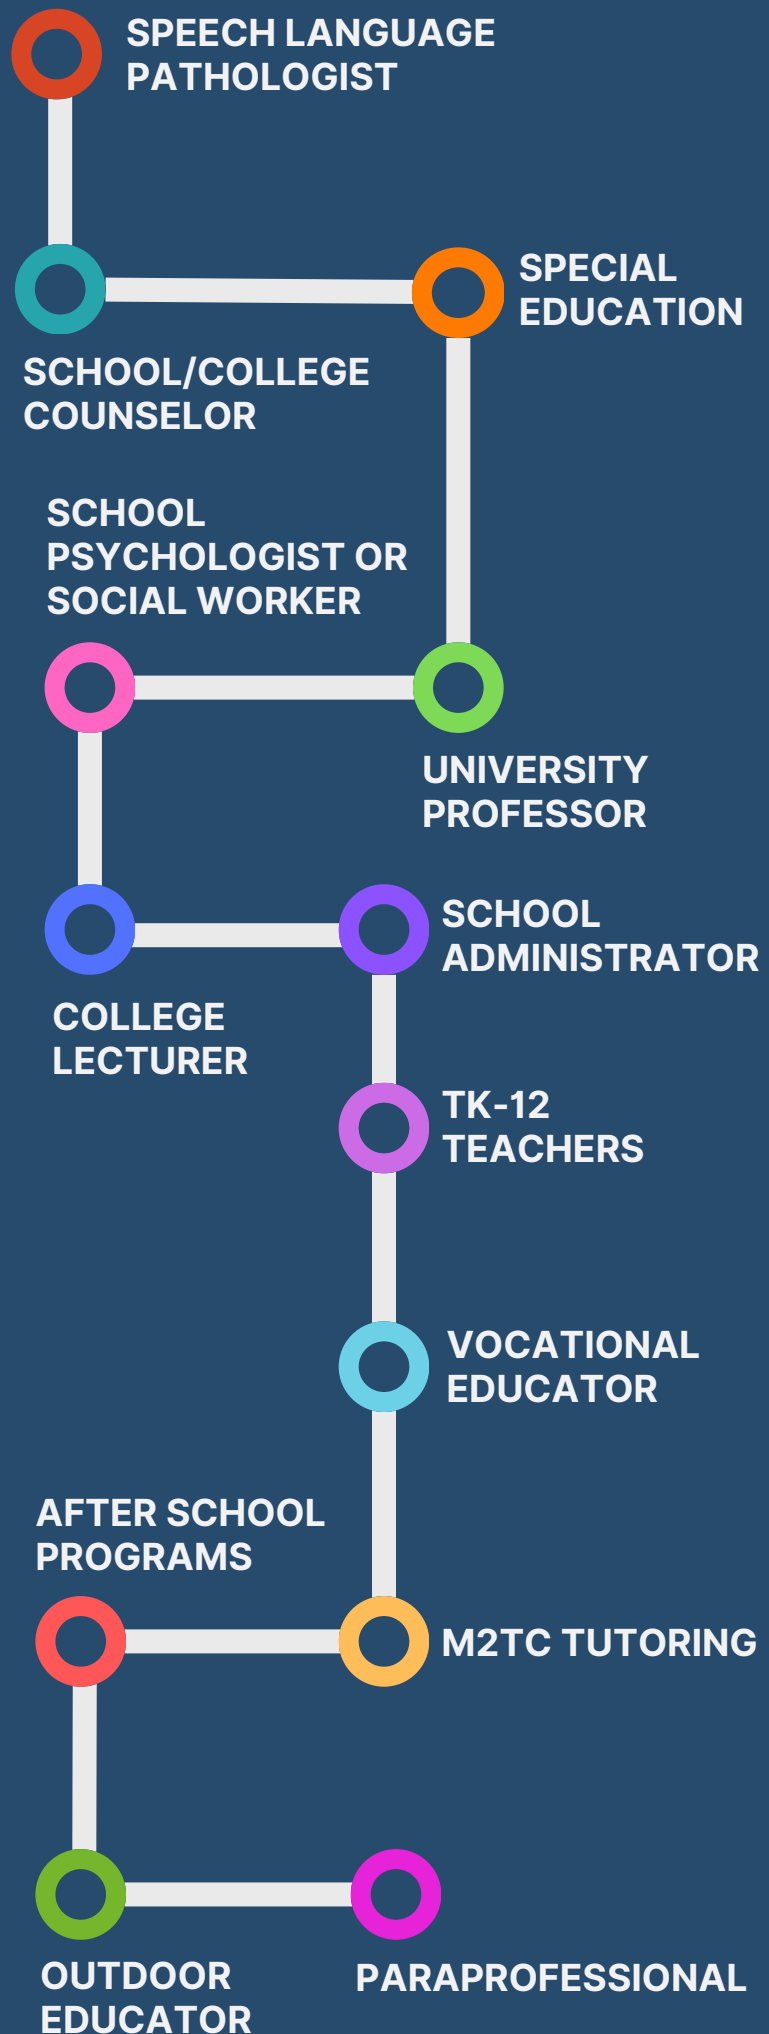 SPEECH LANGUAGE
PATHOLOGIST
SPECIAL
EDUCATION
SCHOOL/COLLEGE
COUNSELOR
SCHOOL
PSYCHOLOGIST OR
SOCIAL WORKER
UNIVERSITY
PROFESSOR
SCHOOL
ADMINISTRATOR
COLLEGE
LECTURER
TK-12
TEACHERS
VOCATIONAL
EDUCATOR
AFTER SCHOOL
PROGRAMS
M2TC TUTORING
OUTDOOR
EDUCATOR
PARAPROFESSIONAL